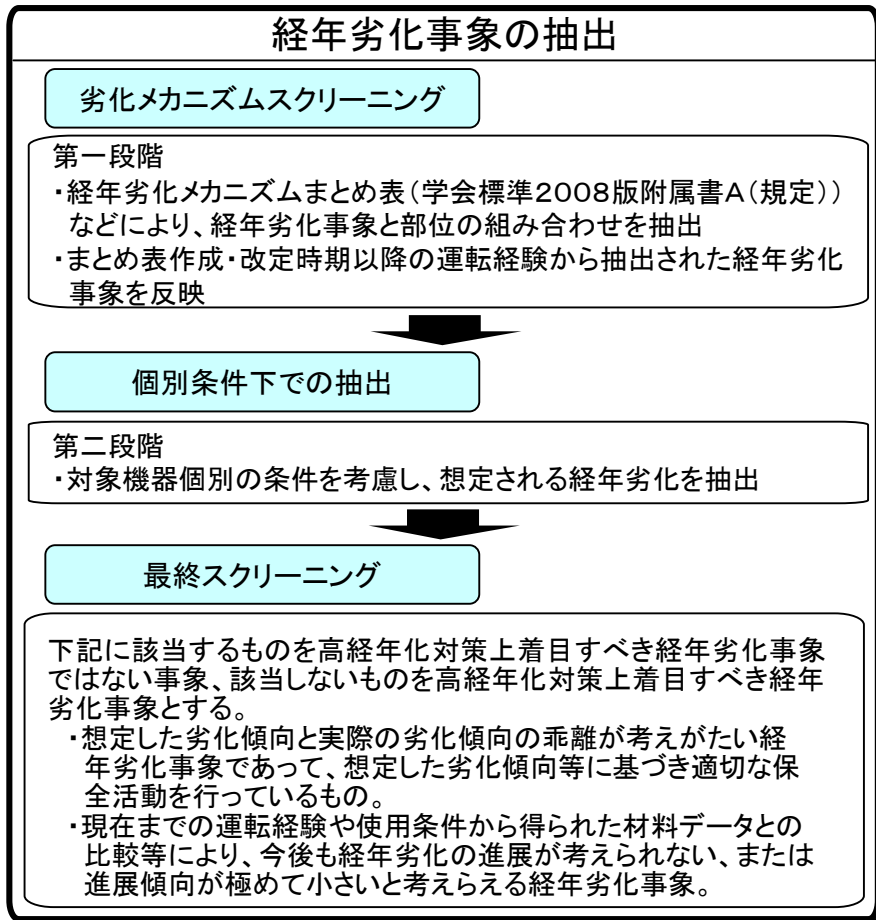 経年劣化事象の抽出
劣化メカニズムスクリーニング
第一段階
・経年劣化メカニズムまとめ表(学会標準2008版附属書A(規定))
などにより、経年劣化事象と部位の組み合わせを抽出
・まとめ表作成・改定時期以降の運転経験から抽出された経年劣化
事象を反映
個別条件下での抽出
第二段階
・対象機器個別の条件を考慮し、想定される経年劣化を抽出
最終スクリーニング
下記に該当するものを高経年化対策上着目すべき経年劣化事象
ではない事象、該当しないものを高経年化対策上着目すべき経年
劣化事象とする。
・想定した劣化傾向と実際の劣化傾向の乖離が考えがたい経
年劣化事象であって、想定した劣化傾向等に基づき適切な保
全活動を行っているもの。
・現在までの運転経験や使用条件から得られた材料データとの
比較等により、今後も経年劣化の進展が考えられない、または
進展傾向が極めて小さいと考えらえる経年劣化事象。